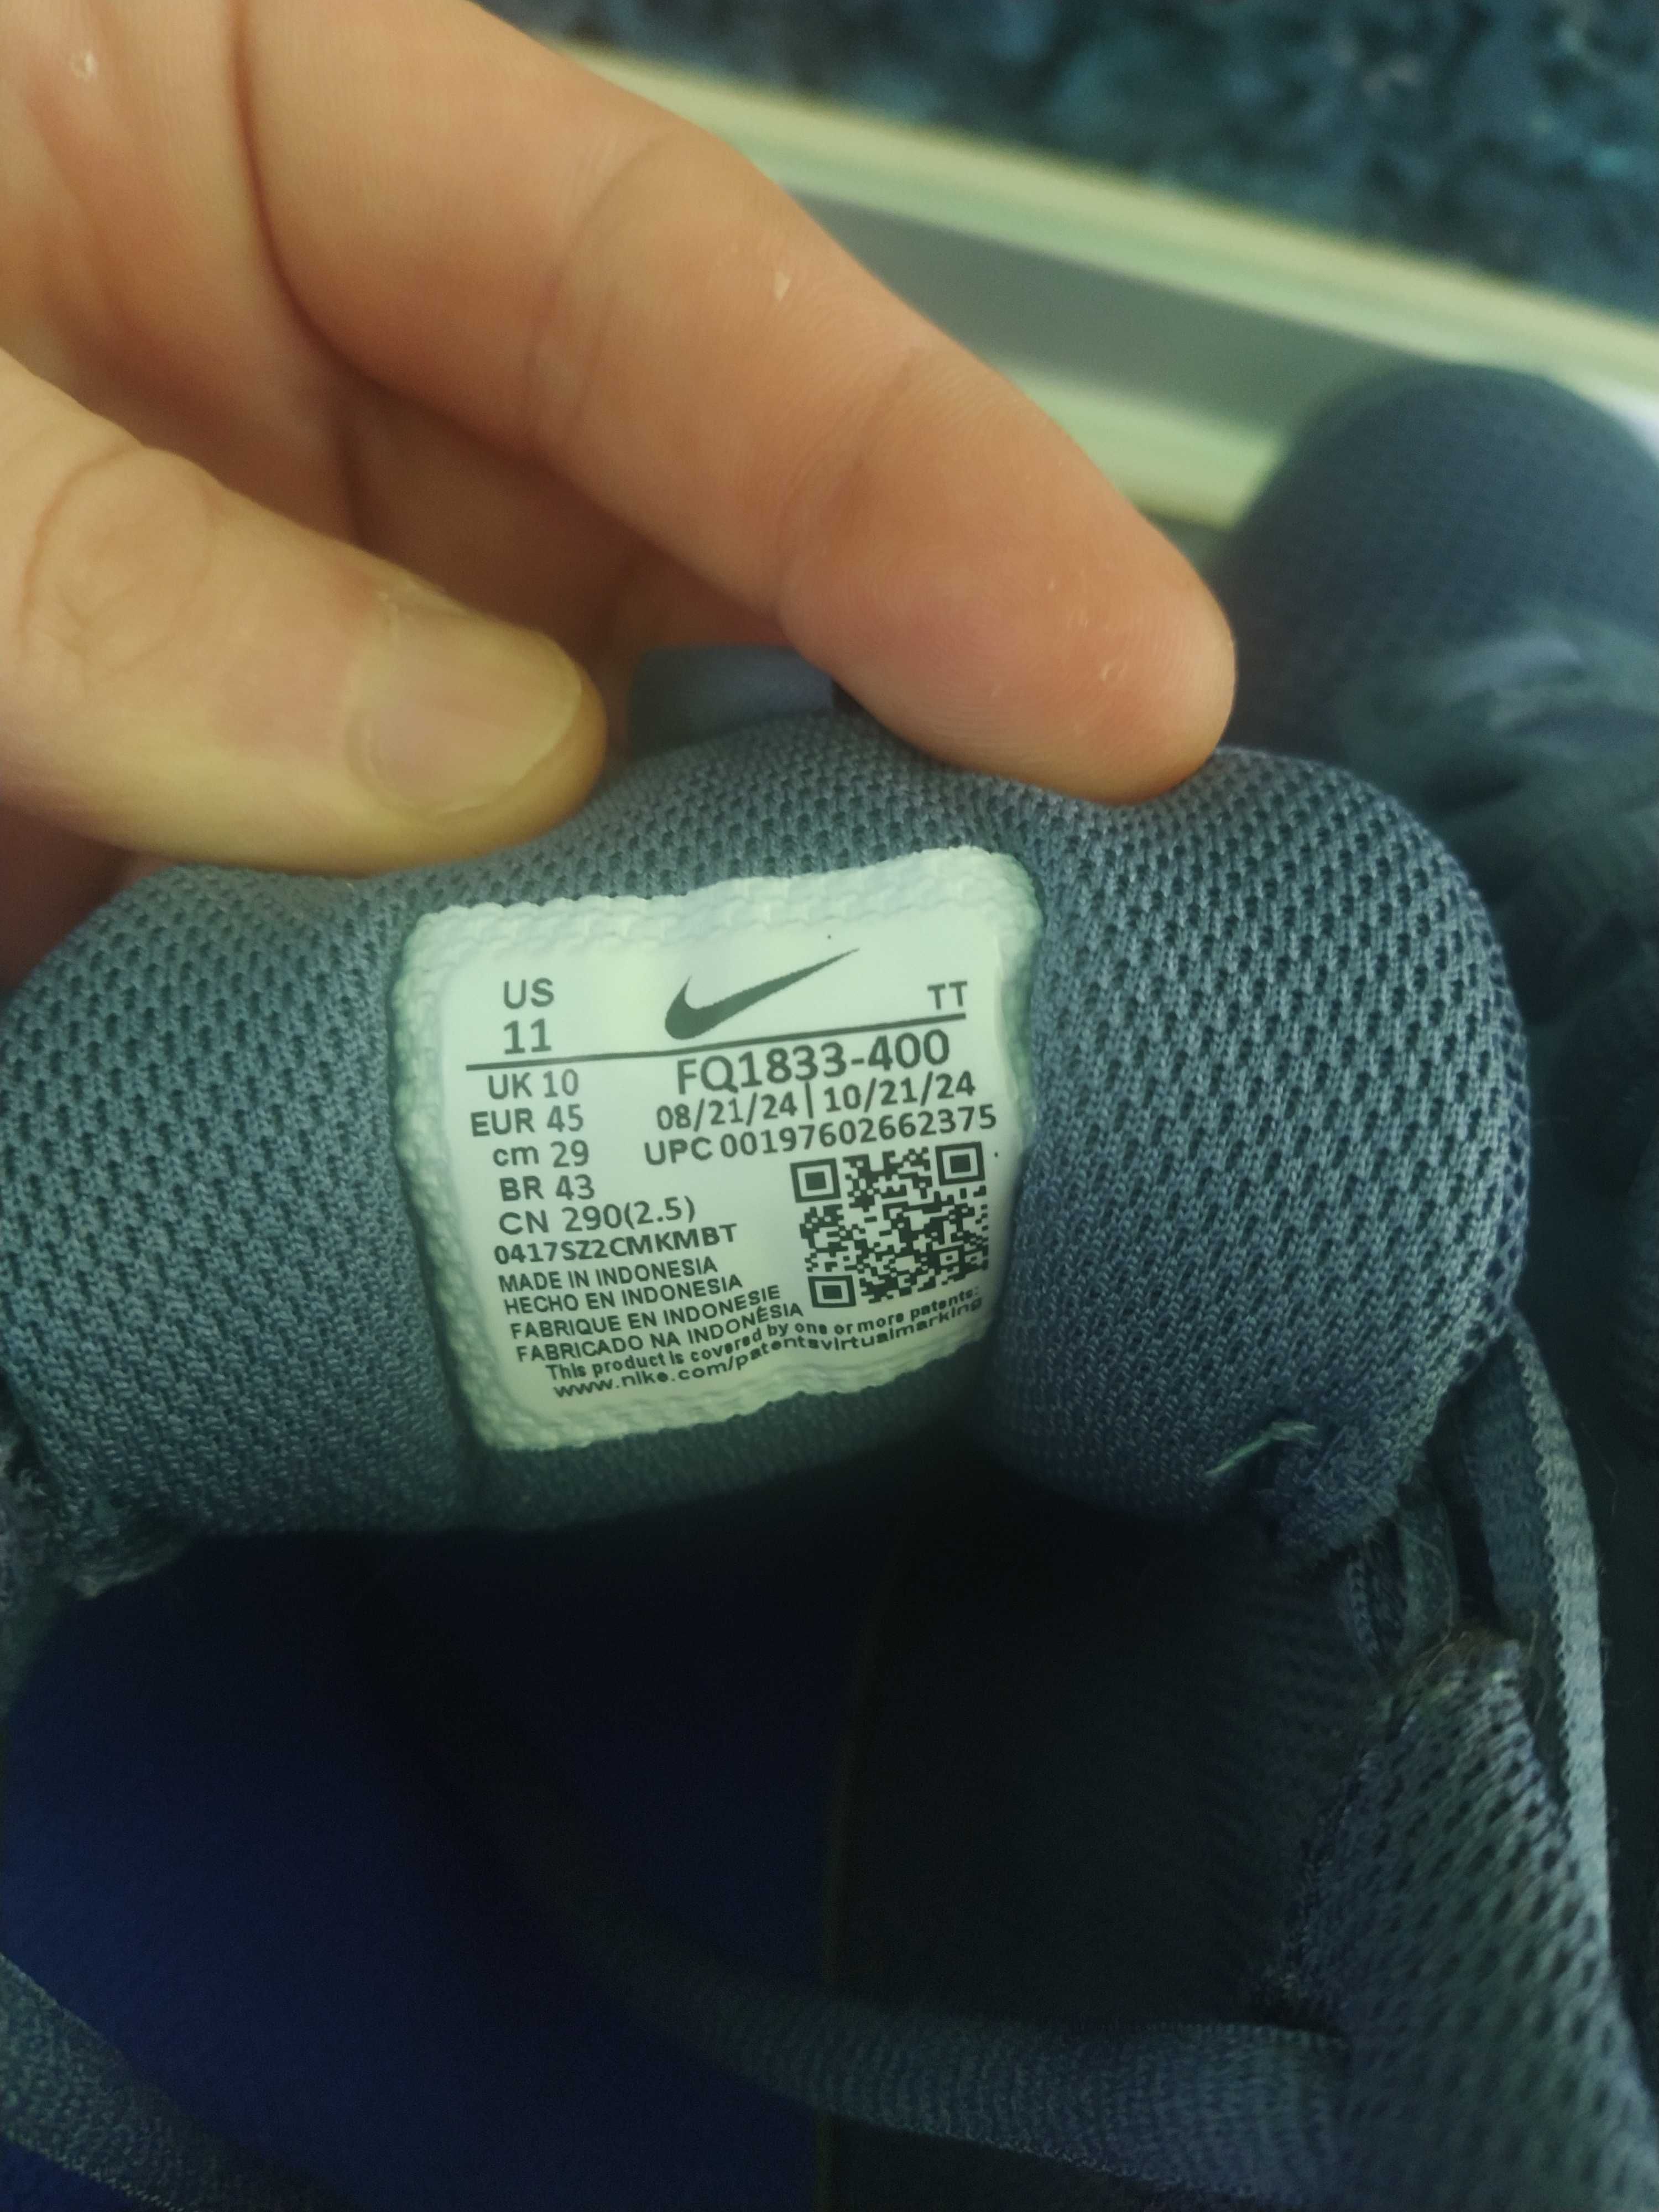 US
11
TT
UK 10
EUR 45
cm 29
BR 43
CN 290(2.5)
FQ1833-400
08/21/24 | 10/21/24
UPC 00197602662375
0417SZ2CMKMBT
MADE IN INDONESIA
HECHO EN INDONESIA
FABRIQUE EN INDONESIE
FABRICADO NA INDONÉSIA
This product is covered by one or more patents:
www.nike.com/patentsvirtualmarking